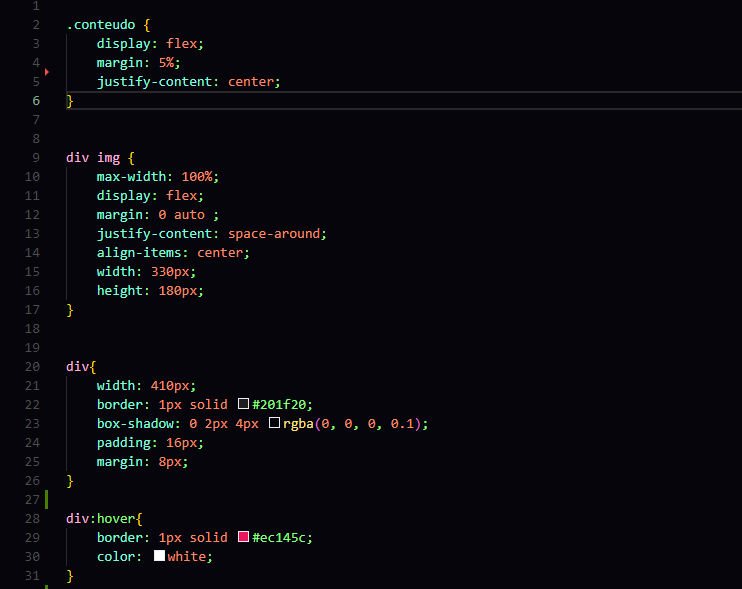 1
2 .conteudo {
3     display: flex;
4     margin: 5%;
5     justify-content: center;
6 }
7
8
9 div img {
10     max-width: 100%;
11     display: flex;
12     margin: 0 auto ;
13     justify-content: space-around;
14     align-items: center;
15     width: 330px;
16     height: 180px;
17 }
18
19
20 div{
21     width: 410px;
22     border: 1px solid #201f20;
23     box-shadow: 0 2px 4px rgba(0, 0, 0, 0.1);
24     padding: 16px;
25     margin: 8px;
26 }
27
28 div:hover{
29     border: 1px solid #ec145c;
30     color: white;
31 }